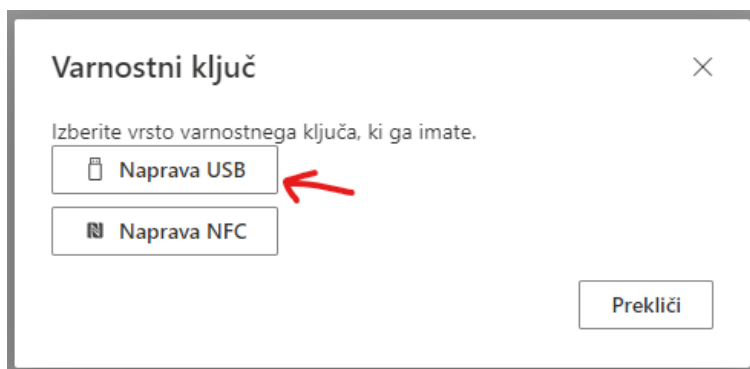 Varnostni ključ
Izberite vrsto varnostnega ključa, ki ga imate.
Naprava USB
Naprava NFC
Prekliči